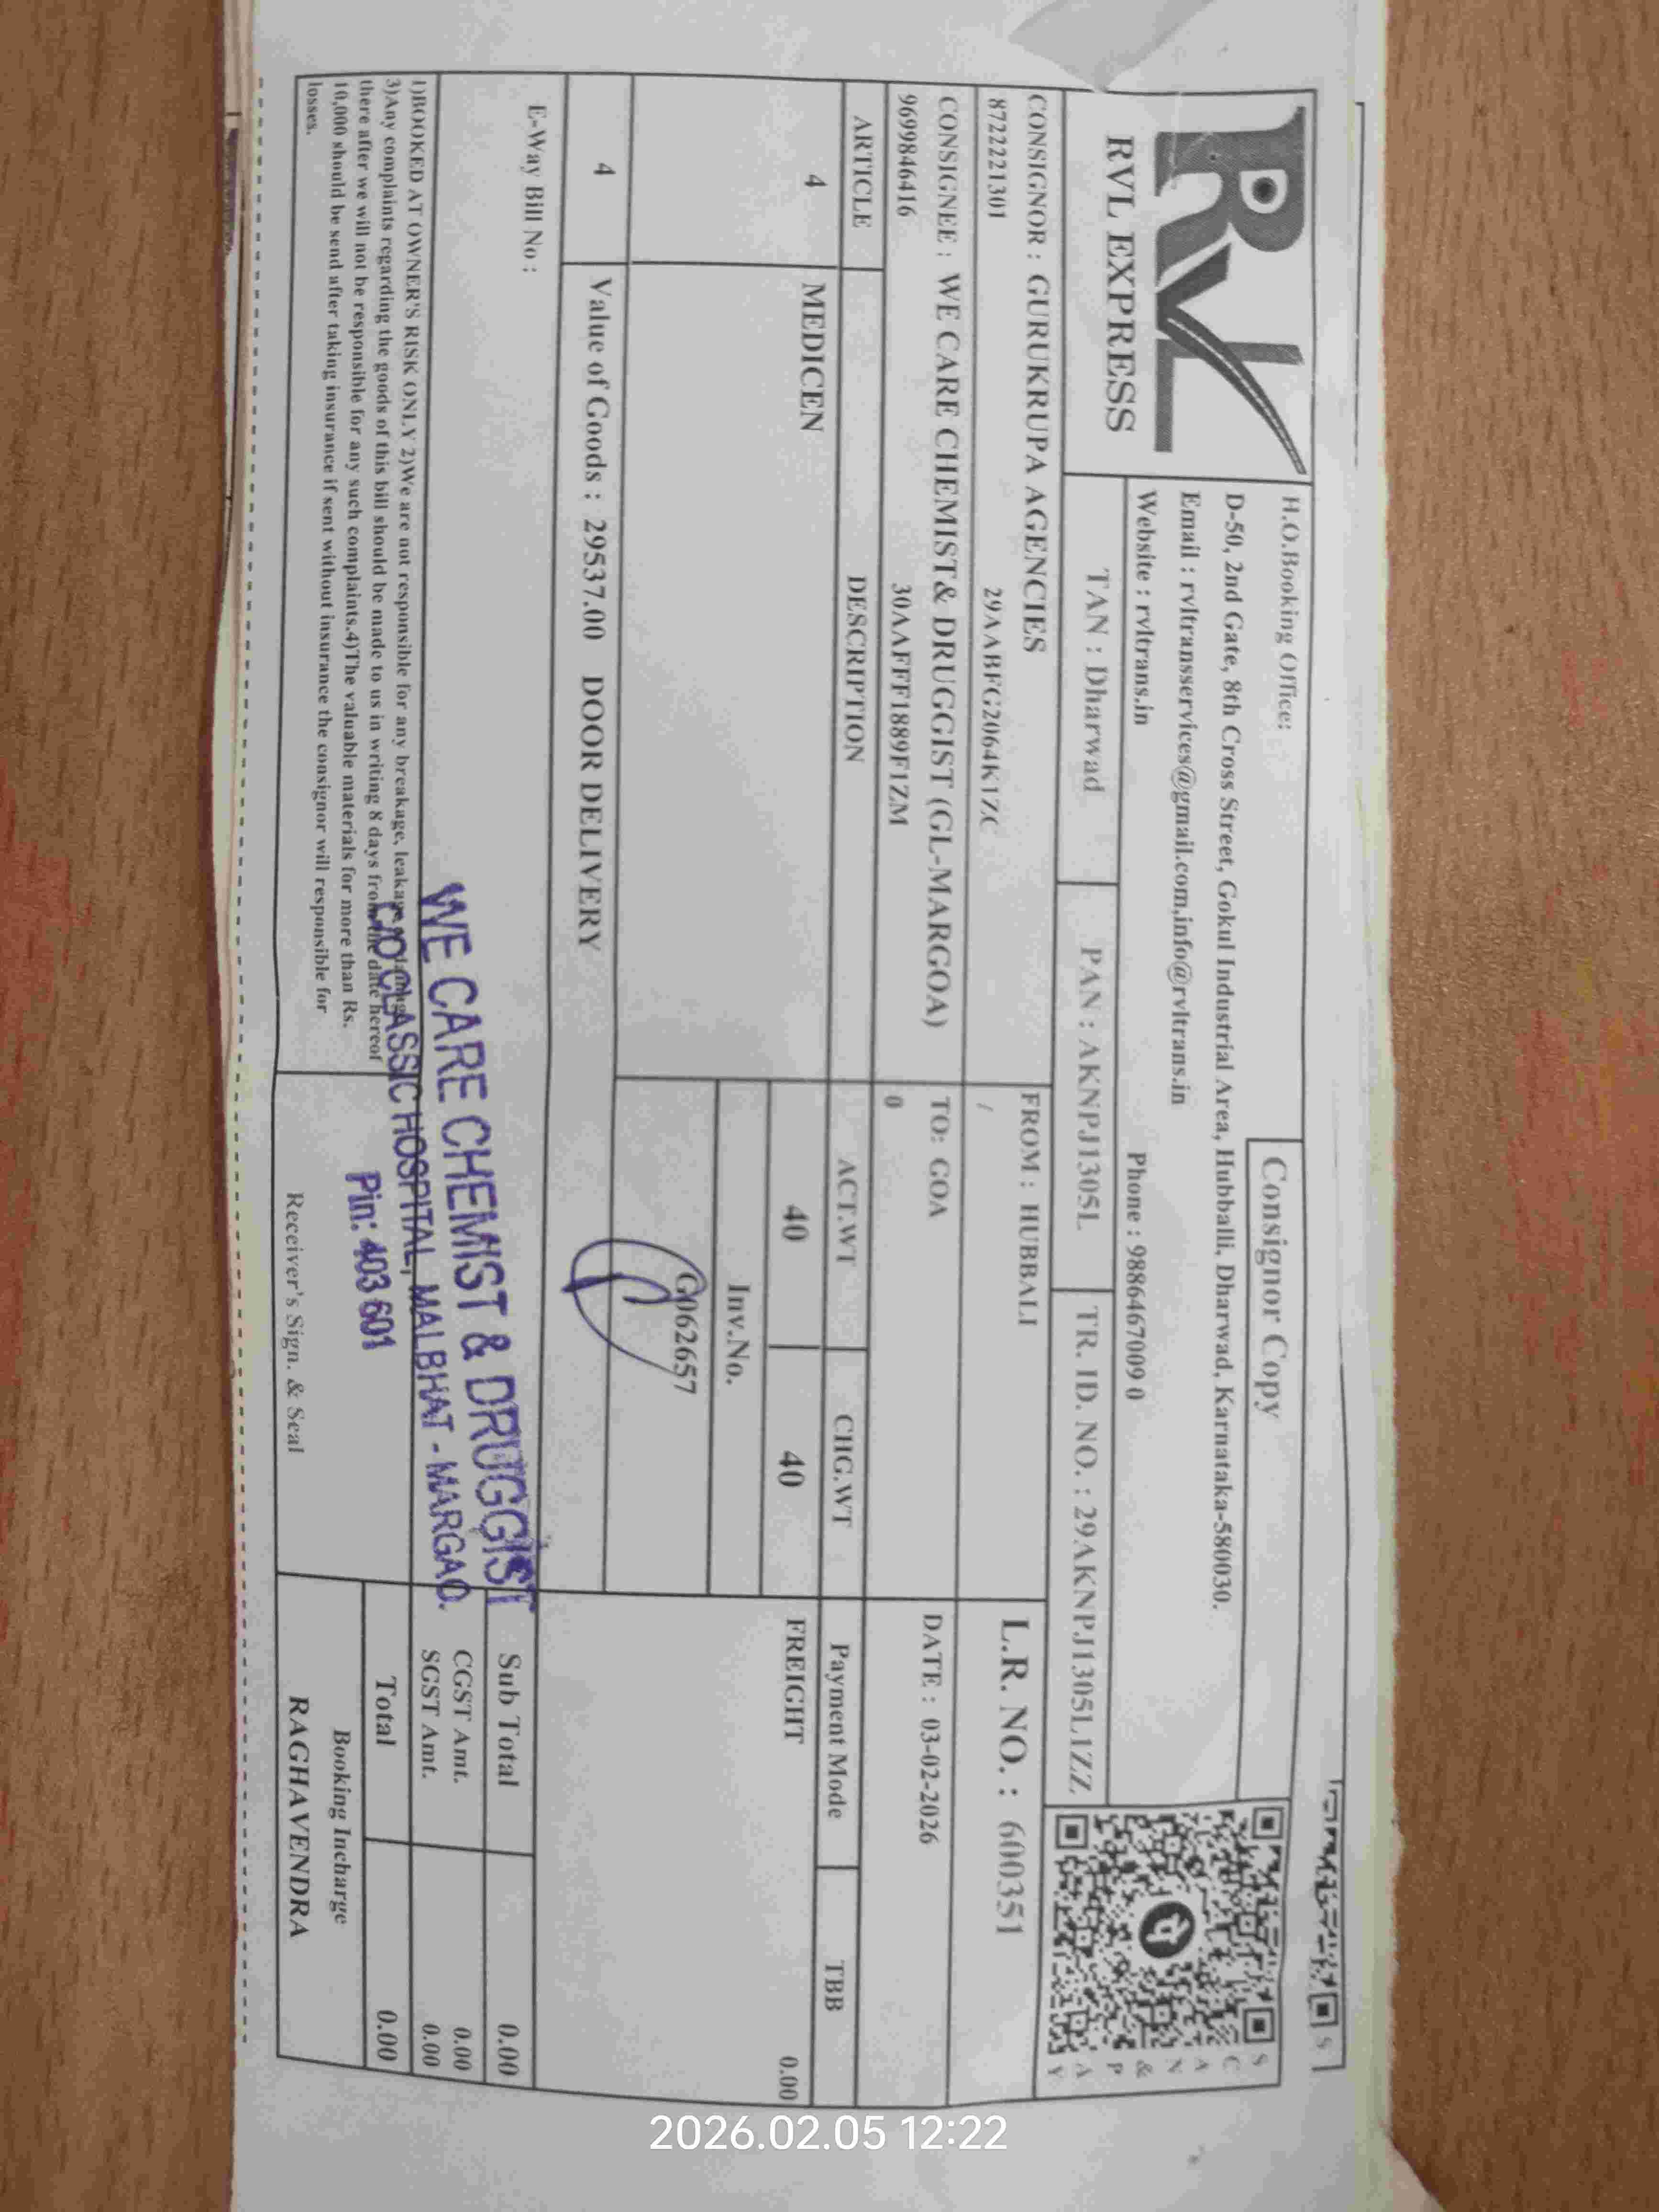 RVL
RVL EXPRESS
H.O.Booking Office:
Consignor Copy
D-50, 2nd Gate, 8th Cross Street, Gokul Industrial Area, Hubballi, Dharwad, Karnataka-580030.
Email : rvltransservices@gmail.com,info@rvltrans.in
Website : rvltrans.in Phone : 9886467009 0
SCAN & PAY
TAN : Dharwad PAN : AKNPJ1305L TR. ID. NO. : 29AKNPJ1305L1ZZ
CONSIGNOR : GURUKRUPA AGENCIES FROM : HUBBALI L.R. NO. : 600351
8722221301 29AABFG2064K1ZC /
CONSIGNEE : WE CARE CHEMIST& DRUGGIST (GL-MARGOA) TO: GOA DATE : 03-02-2026
9699846416 30AAFFF1889F1ZM 0
ARTICLE DESCRIPTION ACT.WT CHG.WT Payment Mode TBB
4 MEDICEN 40 40 FREIGHT 0.00
Inv.No.
G062657
4 Value of Goods : 29537.00 DOOR DELIVERY
E-Way Bill No :
Sub Total 0.00
CGST Amt. 0.00
SGST Amt. 0.00
Total 0.00
WE CARE CHEMIST & DRUGGIST
C/O CLASSIC HOSPITAL, MALBHAT - MARGAO.
Pin: 403 601
1)BOOKED AT OWNER'S RISK ONLY 2)We are not responsible for any breakage, leakage
3)Any complaints regarding the goods of this bill should be made to us in writing 8 days from the date hereof
there after we will not be responsible for any such complaints.4)The valuable materials for more than Rs.
10,000 should be send after taking insurance if sent without insurance the consignor will responsible for
losses.
Receiver's Sign. & Seal
Booking Incharge
RAGHAVENDRA
2026.02.05 12:22